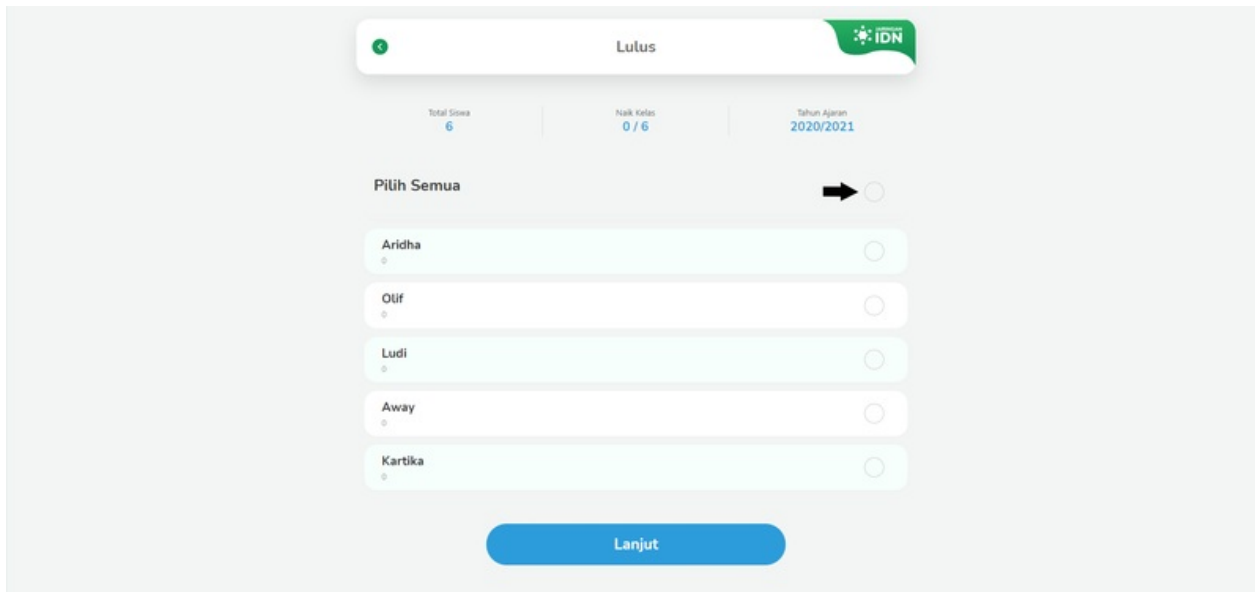 Lulus
JARINGAN
IDN
Total Siswa
6
Naik Kelas
0 / 6
Tahun Ajaran
2020/2021
Pilih Semua
Aridha
0
Olif
0
Ludi
0
Away
0
Kartika
0
Lanjut